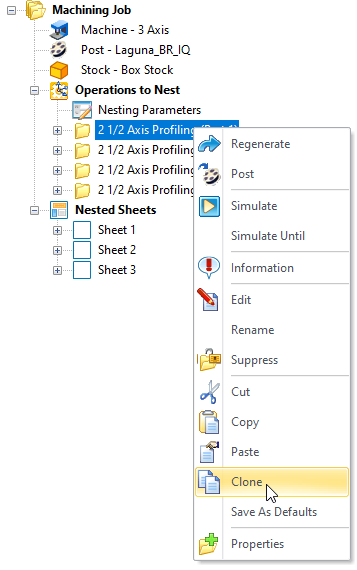 Machining Job
Machine - 3 Axis
Post - Laguna_BR_IQ
Stock - Box Stock
Operations to Nest
Nesting Parameters
2 1/2 Axis Profiling
2 1/2 Axis Profiling
2 1/2 Axis Profiling
2 1/2 Axis Profiling
Nested Sheets
Sheet 1
Sheet 2
Sheet 3
Regenerate
Post
Simulate
Simulate Until
Information
Edit
Rename
Suppress
Cut
Copy
Paste
Clone
Save As Defaults
Properties